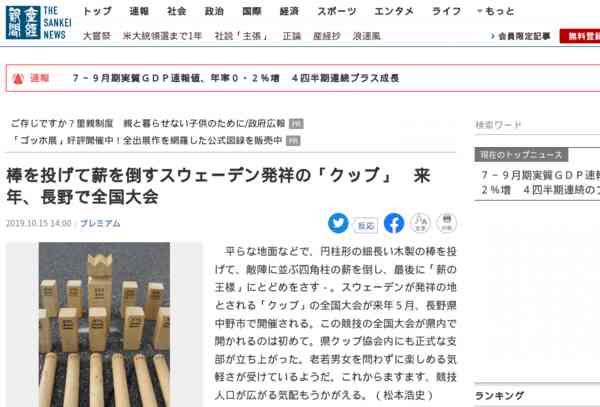 産経新聞
THE SANKEI NEWS
トップ 速報 社会 政治 国際 経済 スポーツ エンタメ ライフ もっと
大嘗祭 米大統領選まで1年 社説「主張」 正論 産経抄 浪速風
会員限定記事 無料登録
速報 7-9月期実質GDP速報値、年率0・2%増 4四半期連続プラス成長
ご存じですか？里親制度 親と暮らせない子供のために/政府広報 PR
「ゴッホ展」好評開催中！全出展作を網羅した公式図録を販売中 PR
棒を投げて薪を倒すスウェーデン発祥の「クッブ」 来
年、長野で全国大会
2019.10.15 14:00 プレミアム
反応
文字
印刷
平らな地面などで、円柱形の細長い木製の棒を投
げて、敵陣に並ぶ四角柱の薪を倒し、最後に「薪の
王様」にとどめをさす－。スウェーデンが発祥の地
とされる「クッブ」の全国大会が来年5月、長野県
中野市で開催される。この競技の全国大会が県内で
開かれるのは初めて。県クッブ協会内にも正式な支
部が立ち上がった。老若男女を問わずに楽しめる気
軽さが受けているようだ。これからますます、競技
人口が広がる気配もうかがえる。（松本浩史）
検索ワード
現在のトップニュース
7-9月期実質GDP速
2%増 4四半期連続のプ
ランキング